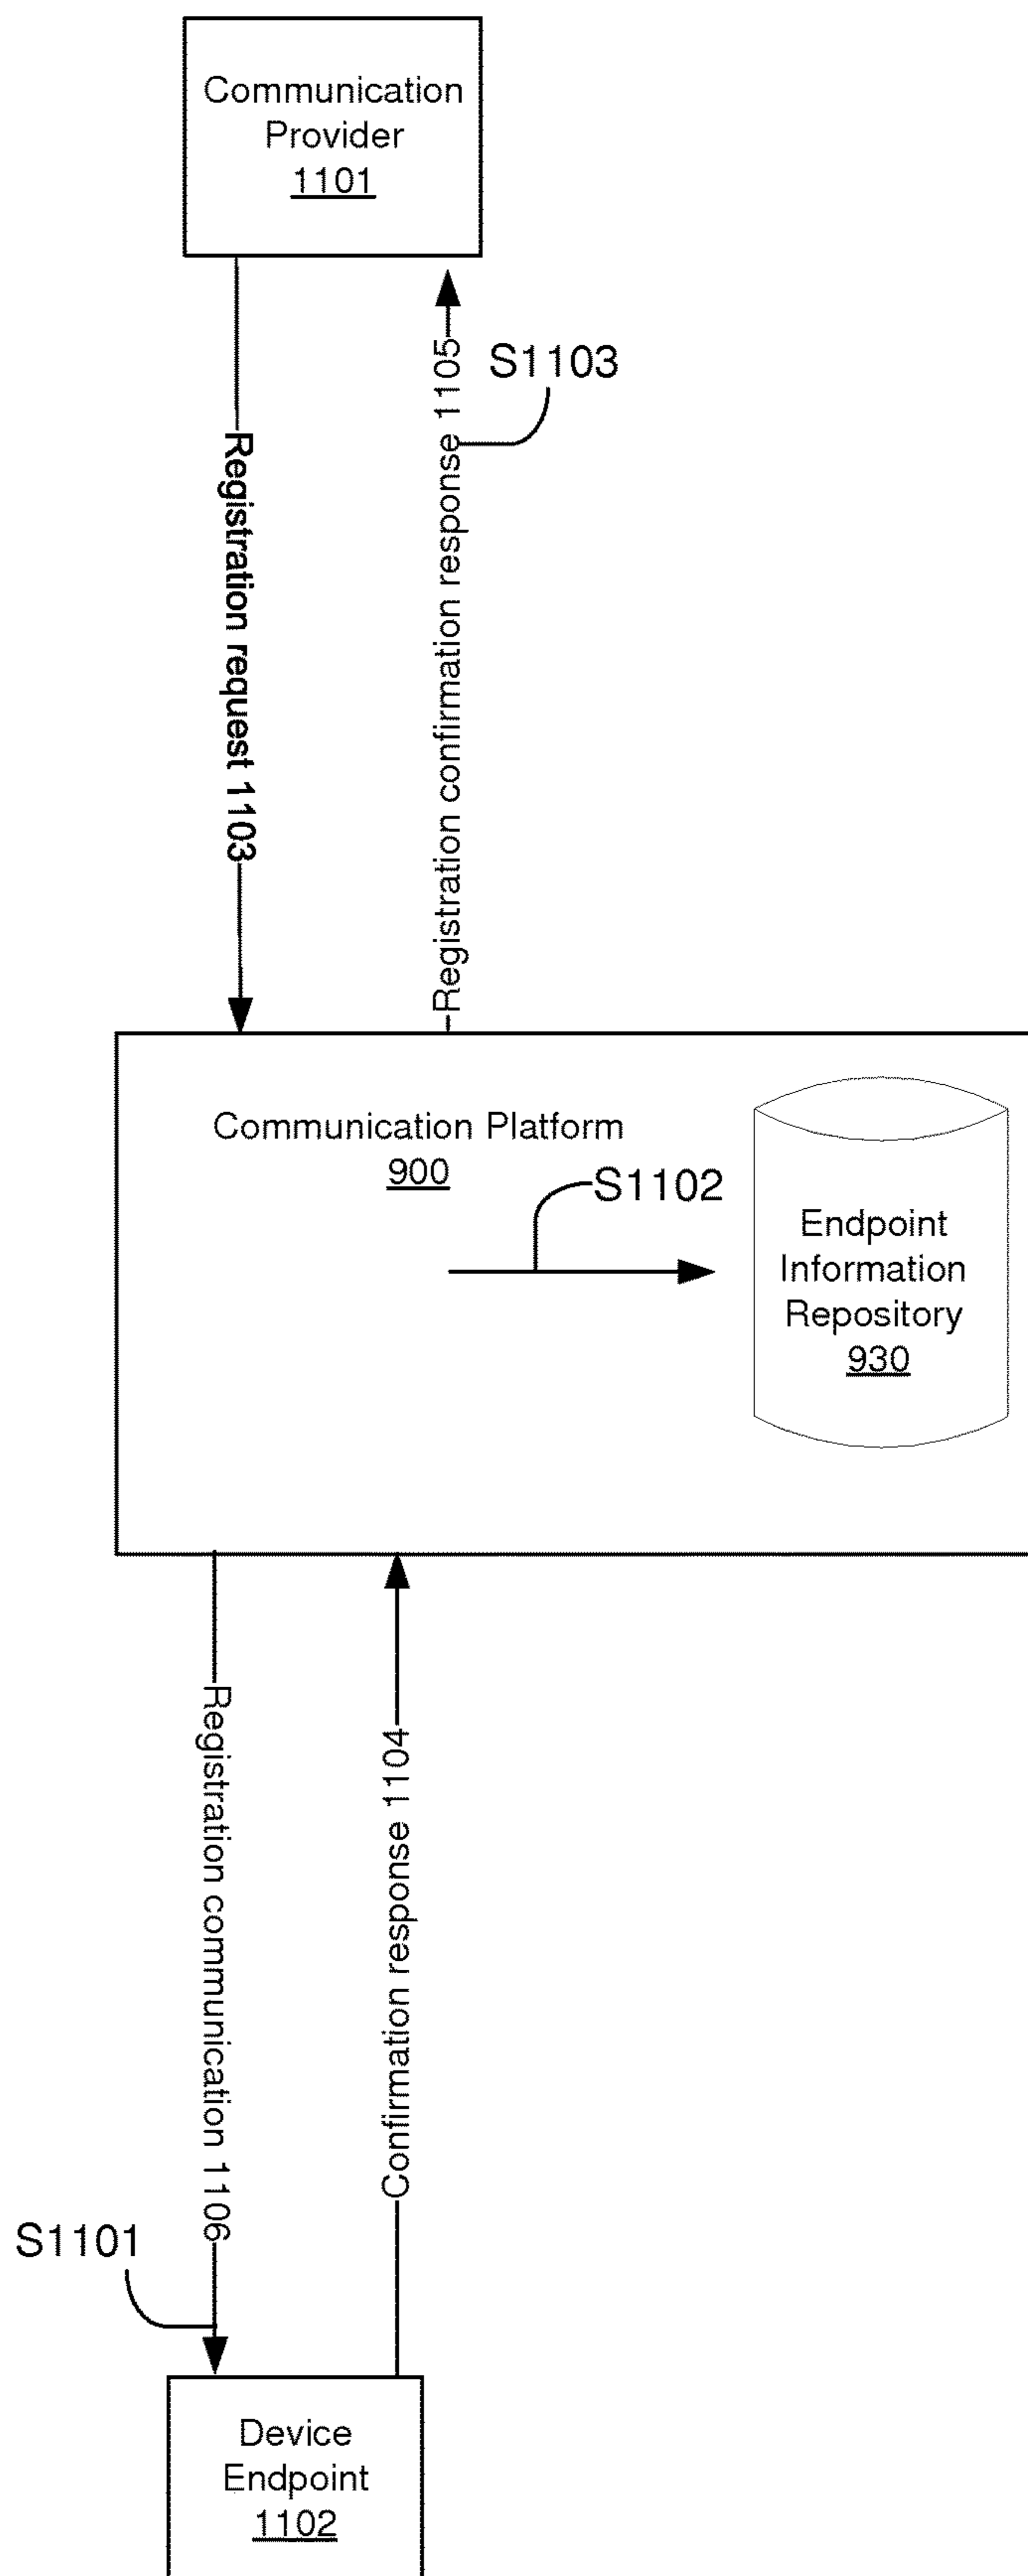 Communication
Provider
1101
S1103
Registration request 1103
Registration confirmation response 1105
Communication Platform
900
S1102
Endpoint
Information
Repository
930
Registration communication 1106
Confirmation response 1104
S1101
Device
Endpoint
1102